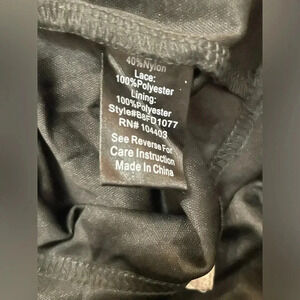 40%Nylon
Lace:
100%Polyester
Lining:
100%Polyester
Style#B8FD1077
RN# 104403
See Reverse For
Care Instruction
Made In China